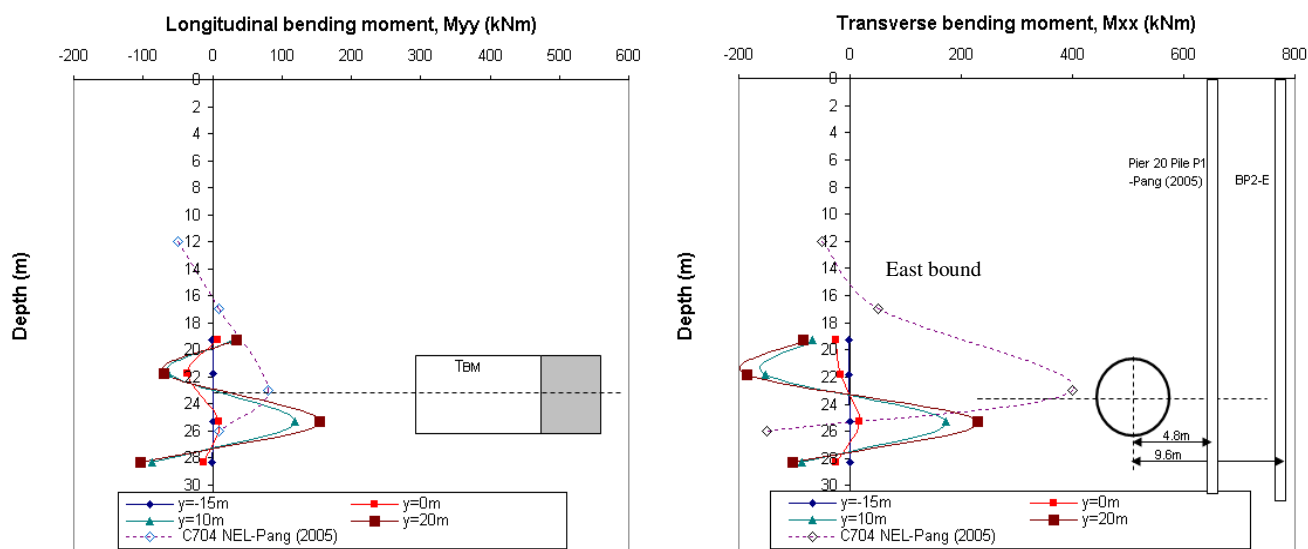 Longitudinal bending moment, Myy (kNm)
-200 -100 0 100 200 300 400 500 600
0
2
4
6
8
10
12
14
16
18
20
22
24
26
28
30
Depth (m)
TBM
y=-15m
y=0m
y=10m
y=20m
C704 NEL-Pang (2005)
Transverse bending moment, Mxx (kNm)
-200 0 200 400 600 800
0
2
4
6
8
10
12
14
16
18
20
22
24
26
28
30
Depth (m)
Pier 20 Pile P1
-Pang (2005)
BP2-E
East bound
4.8m
9.6m
y=-15m
y=0m
y=10m
y=20m
C704 NEL-Pang (2005)